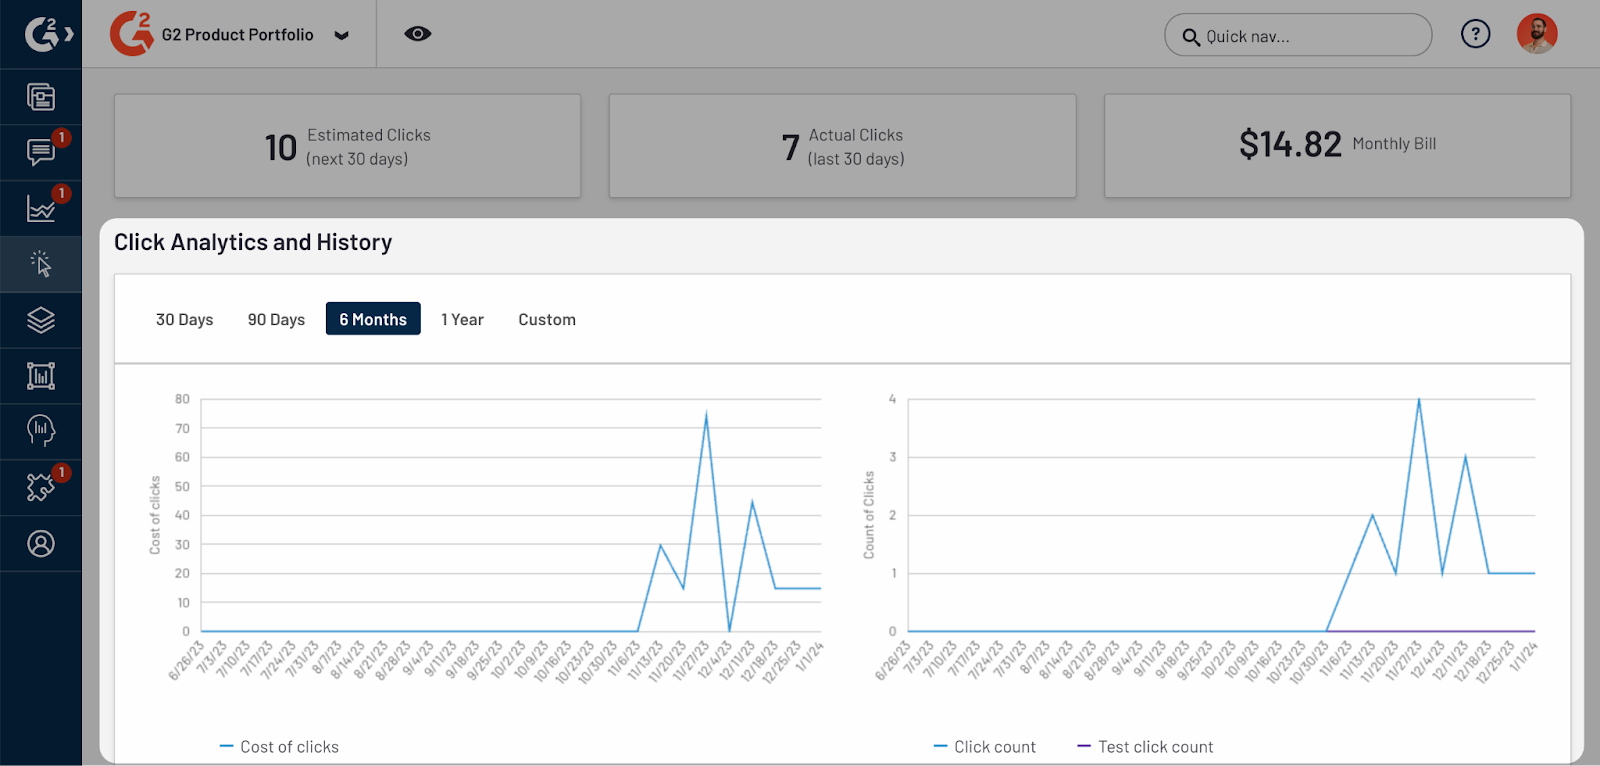 G2
G2 G2 Product Portfolio
Quick nav...
?
1
1
1
10 Estimated Clicks
(next 30 days)
7 Actual Clicks
(last 30 days)
$14.82 Monthly Bill
Click Analytics and History
30 Days 90 Days 6 Months 1 Year Custom
Cost of clicks
80
70
60
50
40
30
20
10
0
6/26/23 7/3/23 7/10/23 7/17/23 7/24/23 7/31/23 8/7/23 8/14/23 8/21/23 8/28/23 9/4/23 9/11/23 9/18/23 9/25/23 10/2/23 10/9/23 10/16/23 10/23/23 10/30/23 11/6/23 11/13/23 11/20/23 11/27/23 12/4/23 12/11/23 12/18/23 12/25/23 1/1/24
Cost of clicks
Count of Clicks
4
3
2
1
0
6/26/23 7/3/23 7/10/23 7/17/23 7/24/23 7/31/23 8/7/23 8/14/23 8/21/23 8/28/23 9/4/23 9/11/23 9/18/23 9/25/23 10/2/23 10/9/23 10/16/23 10/23/23 10/30/23 11/6/23 11/13/23 11/20/23 11/27/23 12/4/23 12/11/23 12/18/23 12/25/23 1/1/24
Click count Test click count